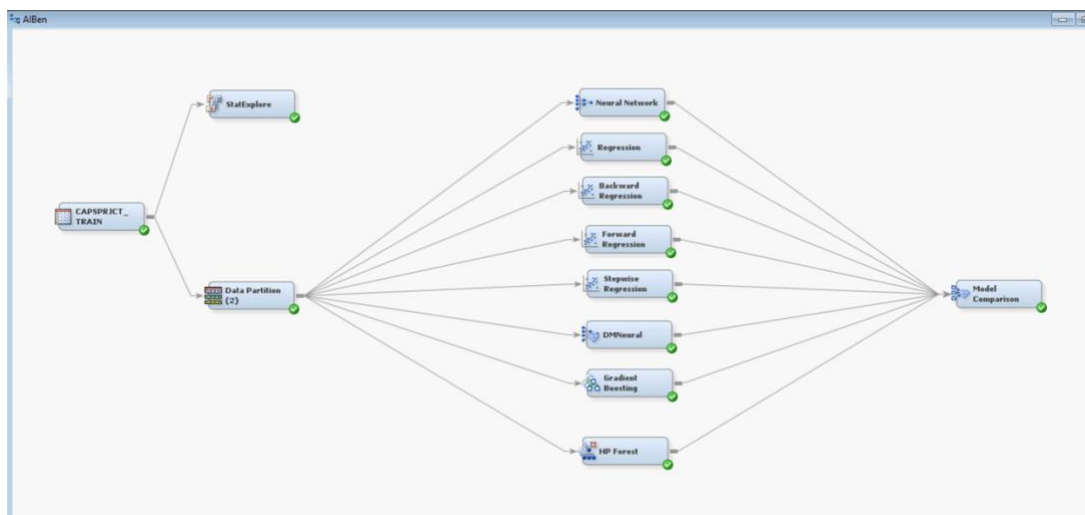 AlBen
StatExplore
CAPSPRJCT_
TRAIN
Data Partition
(2)
Neural Network
Regression
Backward
Regression
Forward
Regression
Stepwise
Regression
DMNeural
Gradient
Boosting
HP Forest
Model
Comparison